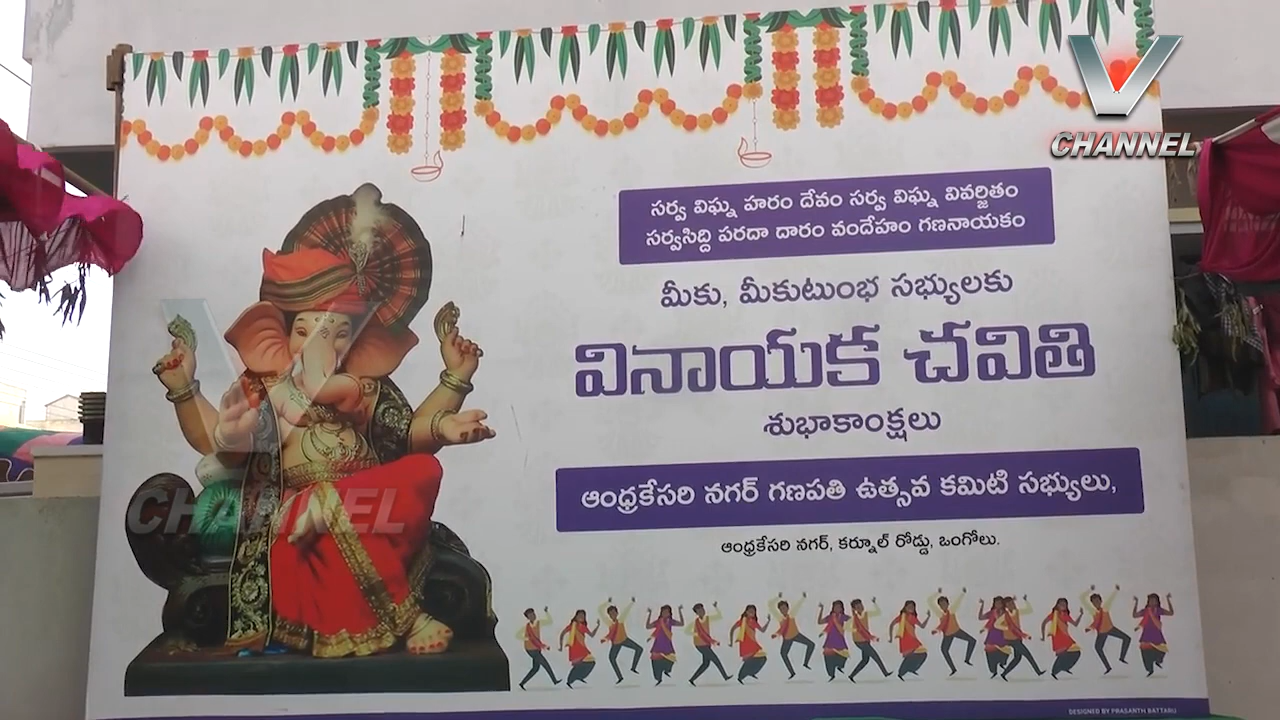 V
CHANNEL
సర్వ విఘ్న హరం దేవం సర్వ విఘ్న వివర్జితం
సర్వసిద్ది పరదా దారం వందేహం గణనాయకం
మీకు, మీకుటుంభ సభ్యులకు
వినాయక చవితి
శుభాకాంక్షలు
V
CHANNEL
ఆంధ్రకేసరి నగర్ గణపతి ఉత్సవ కమిటి సభ్యులు,
ఆంధ్రకేసరి నగర్, కర్నూల్ రోడ్డు, ఒంగోలు.
DESIGNED BY PRASANTH BATTARU